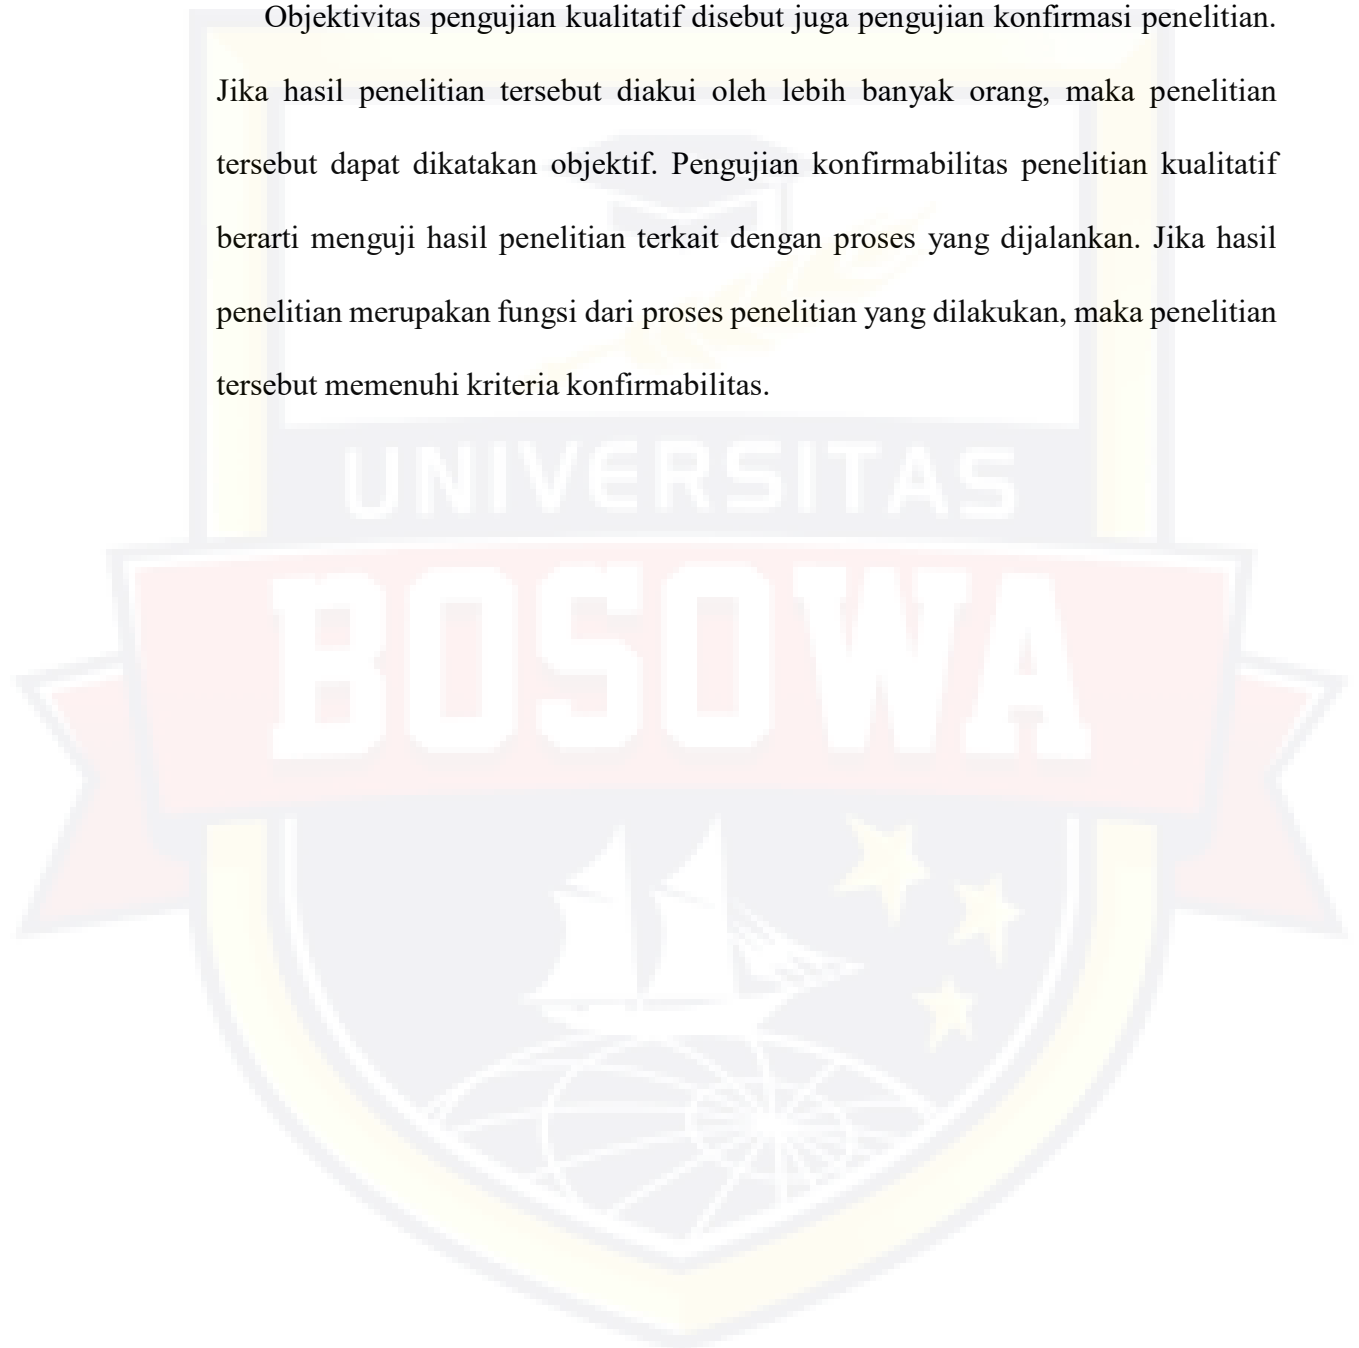 Objektivitas pengujian kualitatif disebut juga pengujian konfirmasi penelitian.
Jika hasil penelitian tersebut diakui oleh lebih banyak orang, maka penelitian
tersebut dapat dikatakan objektif. Pengujian konfirmabilitas penelitian kualitatif
berarti menguji hasil penelitian terkait dengan proses yang dijalankan. Jika hasil
penelitian merupakan fungsi dari proses penelitian yang dilakukan, maka penelitian
tersebut memenuhi kriteria konfirmabilitas.
UNIVERSITAS
BOSOWA